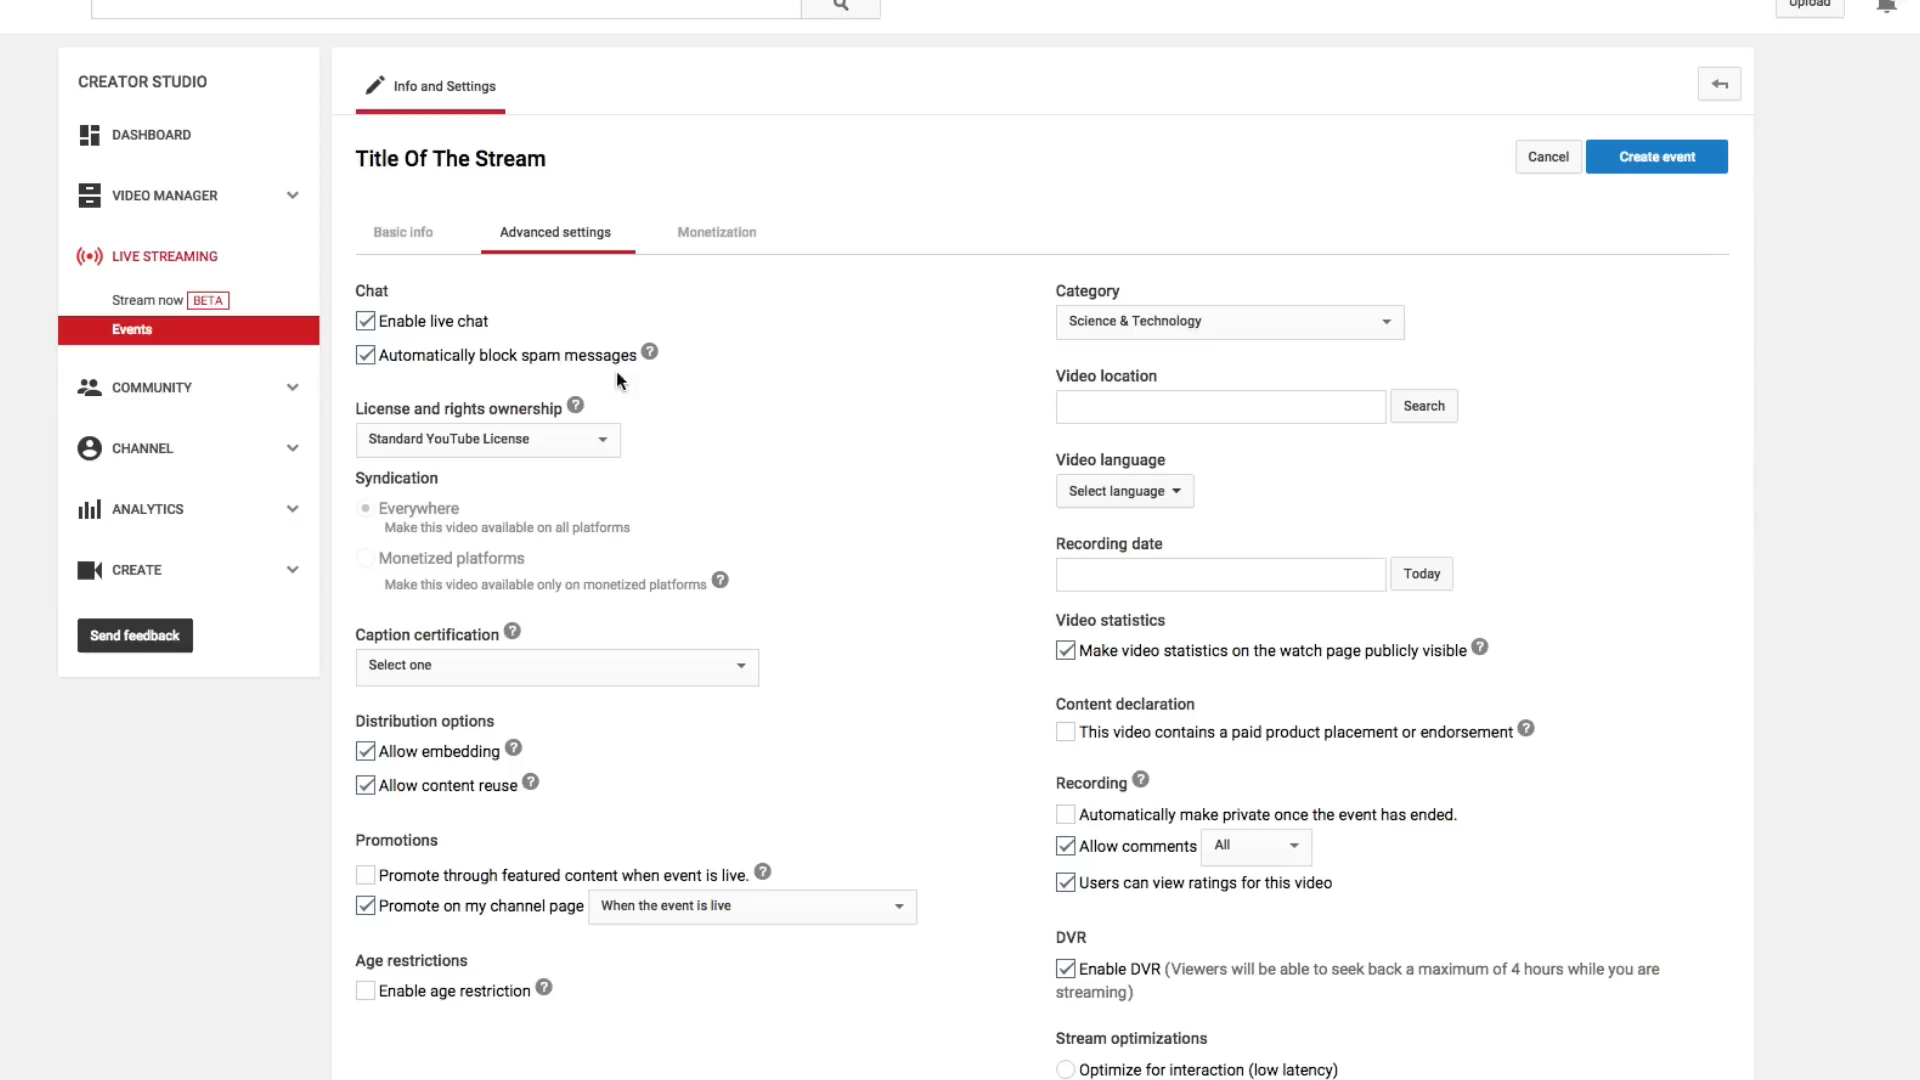 Upload
CREATOR STUDIO
DASHBOARD
VIDEO MANAGER
LIVE STREAMING
Stream now BETA
Events
COMMUNITY
CHANNEL
ANALYTICS
CREATE
Send feedback
Info and Settings
Title Of The Stream
Cancel
Create event
Basic info
Advanced settings
Monetization
Chat
Enable live chat
Automatically block spam messages
License and rights ownership
Standard YouTube License
Syndication
Everywhere
Make this video available on all platforms
Monetized platforms
Make this video available only on monetized platforms
Caption certification
Select one
Distribution options
Allow embedding
Allow content reuse
Promotions
Promote through featured content when event is live.
Promote on my channel page When the event is live
Age restrictions
Enable age restriction
Category
Science & Technology
Video location
Search
Video language
Select language
Recording date
Today
Video statistics
Make video statistics on the watch page publicly visible
Content declaration
This video contains a paid product placement or endorsement
Recording
Automatically make private once the event has ended.
Allow comments All
Users can view ratings for this video
DVR
Enable DVR (Viewers will be able to seek back a maximum of 4 hours while you are
streaming)
Stream optimizations
Optimize for interaction (low latency)